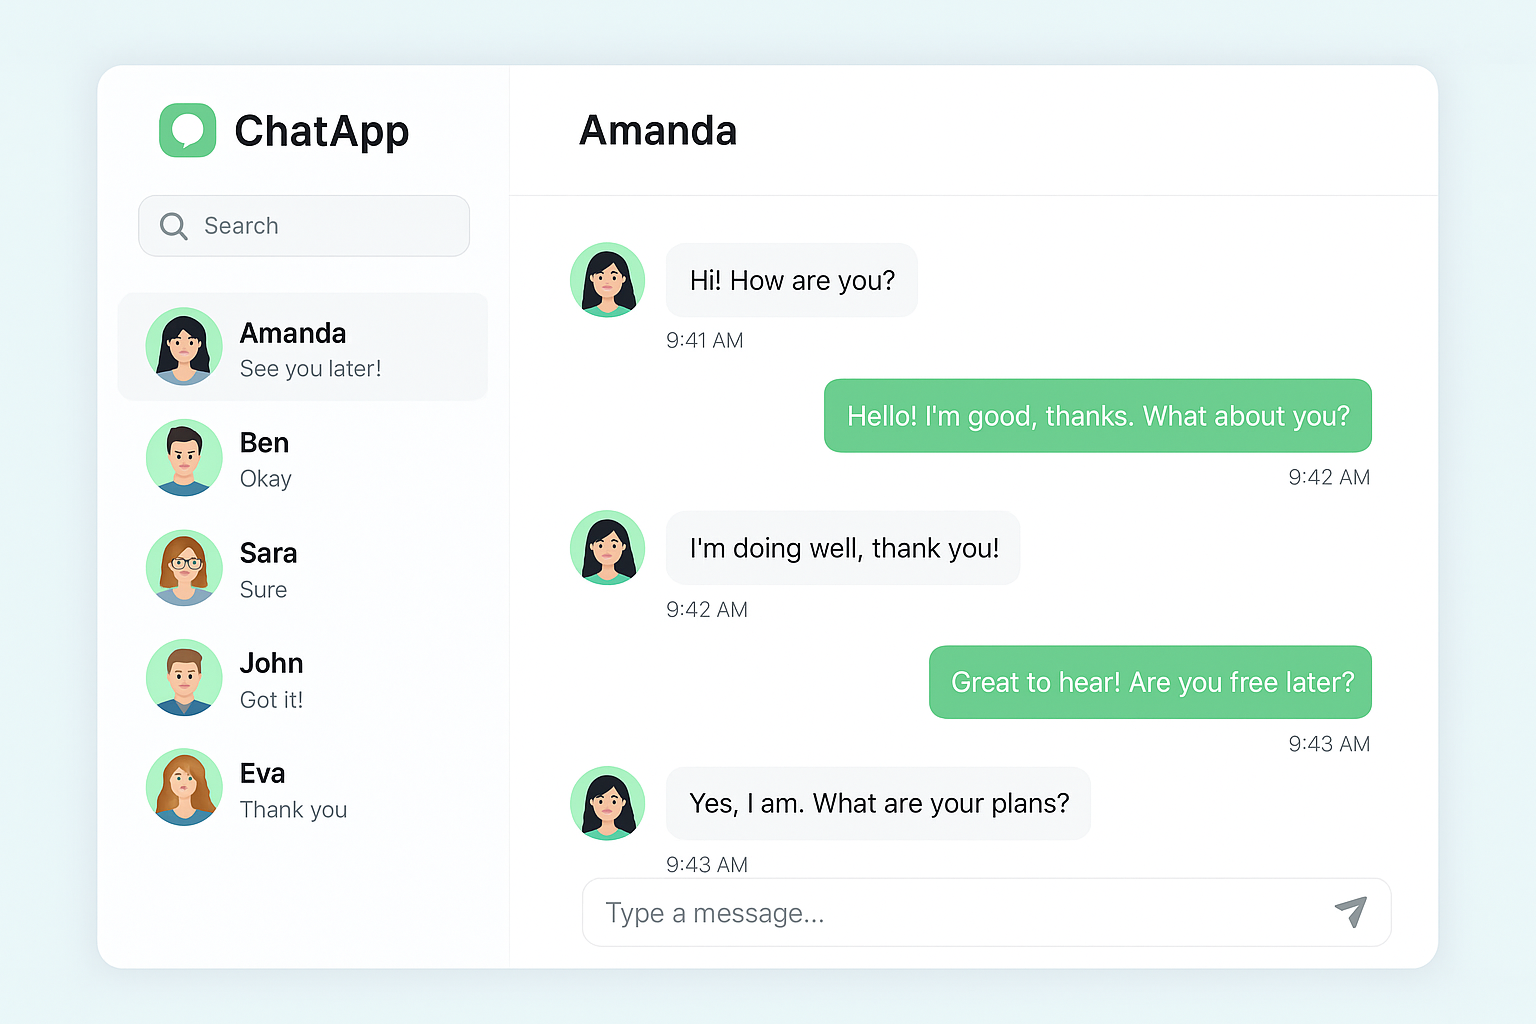 ChatApp
Search
Amanda
See you later!
Ben
Okay
Sara
Sure
John
Got it!
Eva
Thank you
Amanda
Hi! How are you?
9:41 AM
Hello! I'm good, thanks. What about you?
9:42 AM
I'm doing well, thank you!
9:42 AM
Great to hear! Are you free later?
9:43 AM
Yes, I am. What are your plans?
9:43 AM
Type a message...